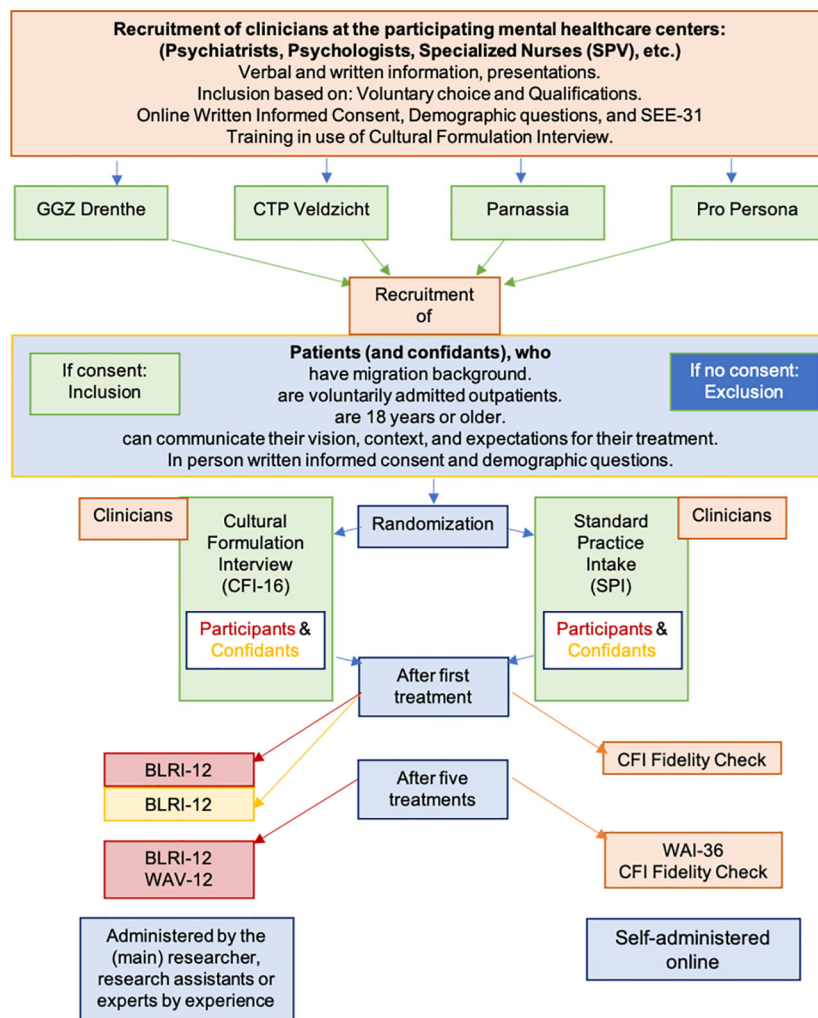 Recruitment of clinicians at the participating mental healthcare centers:
(Psychiatrists, Psychologists, Specialized Nurses (SPV), etc.)
Verbal and written information, presentations.
Inclusion based on: Voluntary choice and Qualifications.
Online Written Informed Consent, Demographic questions, and SEE-31
Training in use of Cultural Formulation Interview.
GGZ Drenthe
CTP Veldzicht
Parnassia
Pro Persona
Recruitment
of
If consent:
Inclusion
Patients (and confidants), who
have migration background.
are voluntarily admitted outpatients.
are 18 years or older.
can communicate their vision, context, and expectations for their treatment.
In person written informed consent and demographic questions.
If no consent:
Exclusion
Clinicians
Cultural
Formulation
Interview
(CFI-16)
Participants &
Confidants
Randomization
Standard
Practice
Intake
(SPI)
Participants &
Confidants
Clinicians
After first
treatment
BLRI-12
BLRI-12
CFI Fidelity Check
After five
treatments
BLRI-12
WAV-12
WAI-36
CFI Fidelity Check
Administered by the
(main) researcher,
research assistants or
experts by experience
Self-administered
online